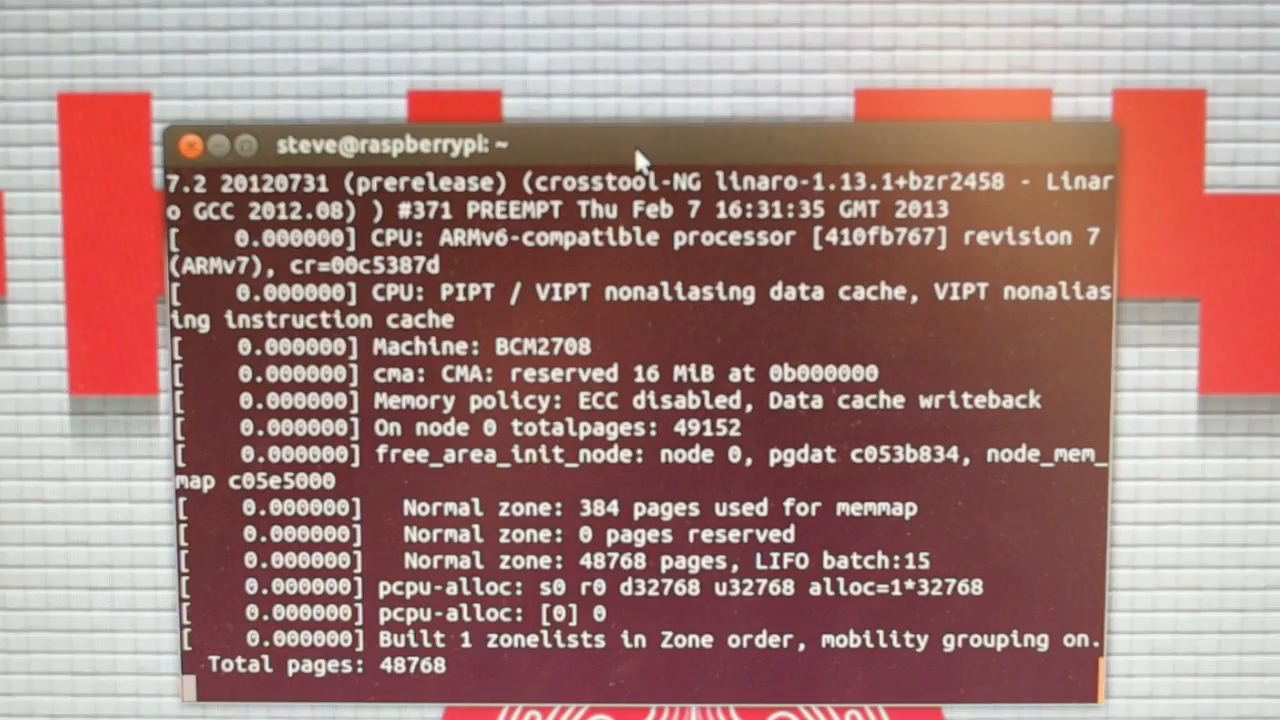 steve@raspberrypi: ~
7.2 20120731 (prerelease) (crosstool-NG linaro-1.13.1+bzr2458 - Linar
o GCC 2012.08) ) #371 PREEMPT Thu Feb 7 16:31:35 GMT 2013
[    0.000000] CPU: ARMv6-compatible processor [410fb767] revision 7
(ARMv7), cr=00c5387d
[    0.000000] CPU: PIPT / VIPT nonaliasing data cache, VIPT nonalias
ing instruction cache
[    0.000000] Machine: BCM2708
[    0.000000] cma: CMA: reserved 16 MiB at 0b000000
[    0.000000] Memory policy: ECC disabled, Data cache writeback
[    0.000000] On node 0 totalpages: 49152
[    0.000000] free_area_init_node: node 0, pgdat c053b834, node_mem_
map c05e5000
[    0.000000]   Normal zone: 384 pages used for memmap
[    0.000000]   Normal zone: 0 pages reserved
[    0.000000]   Normal zone: 48768 pages, LIFO batch:15
[    0.000000] pcpu-alloc: s0 r0 d32768 u32768 alloc=1*32768
[    0.000000] pcpu-alloc: [0] 0
[    0.000000] Built 1 zonelists in Zone order, mobility grouping on.
  Total pages: 48768